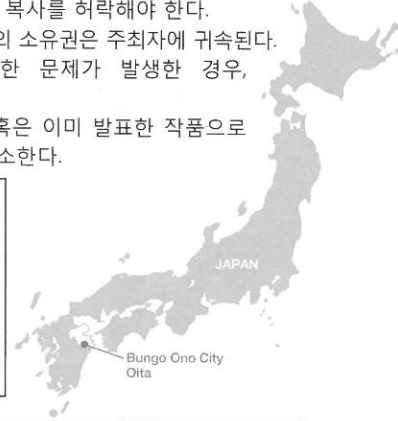 복사를 허락해야 한다.
의 소유권은 주최자에 귀속된다.
한 문제가 발생한 경우,
혹은 이미 발표한 작품으로
소한다.
JAPAN
Bungo Ono City
Oita